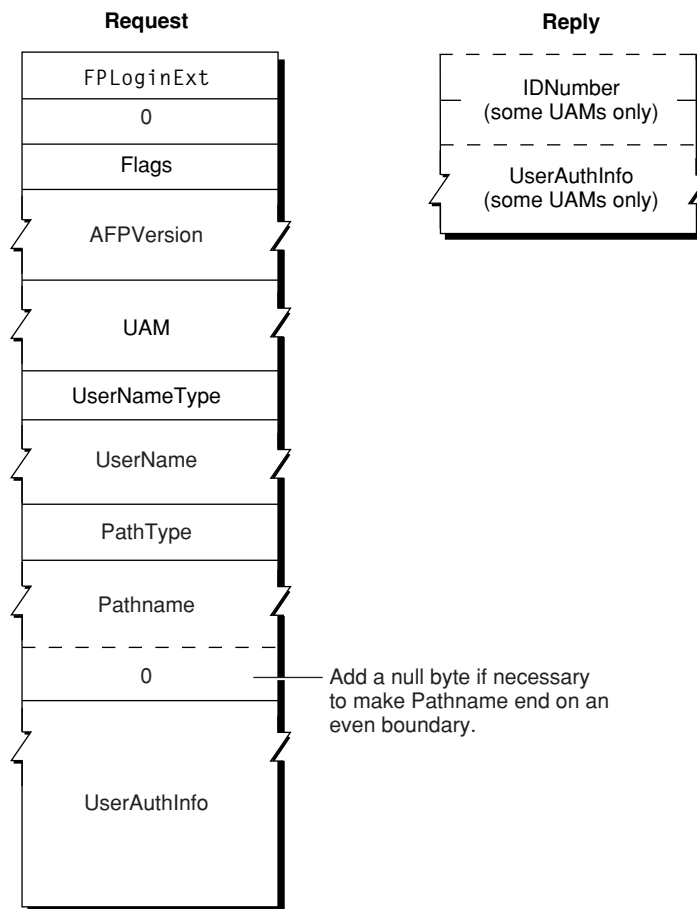 Request
FPLoginExt
0
Flags
AFPVersion
UAM
UserNameType
UserName
PathType
Pathname
0
Add a null byte if necessary
to make Pathname end on an
even boundary.
UserAuthInfo
Reply
IDNumber
(some UAMs only)
UserAuthInfo
(some UAMs only)